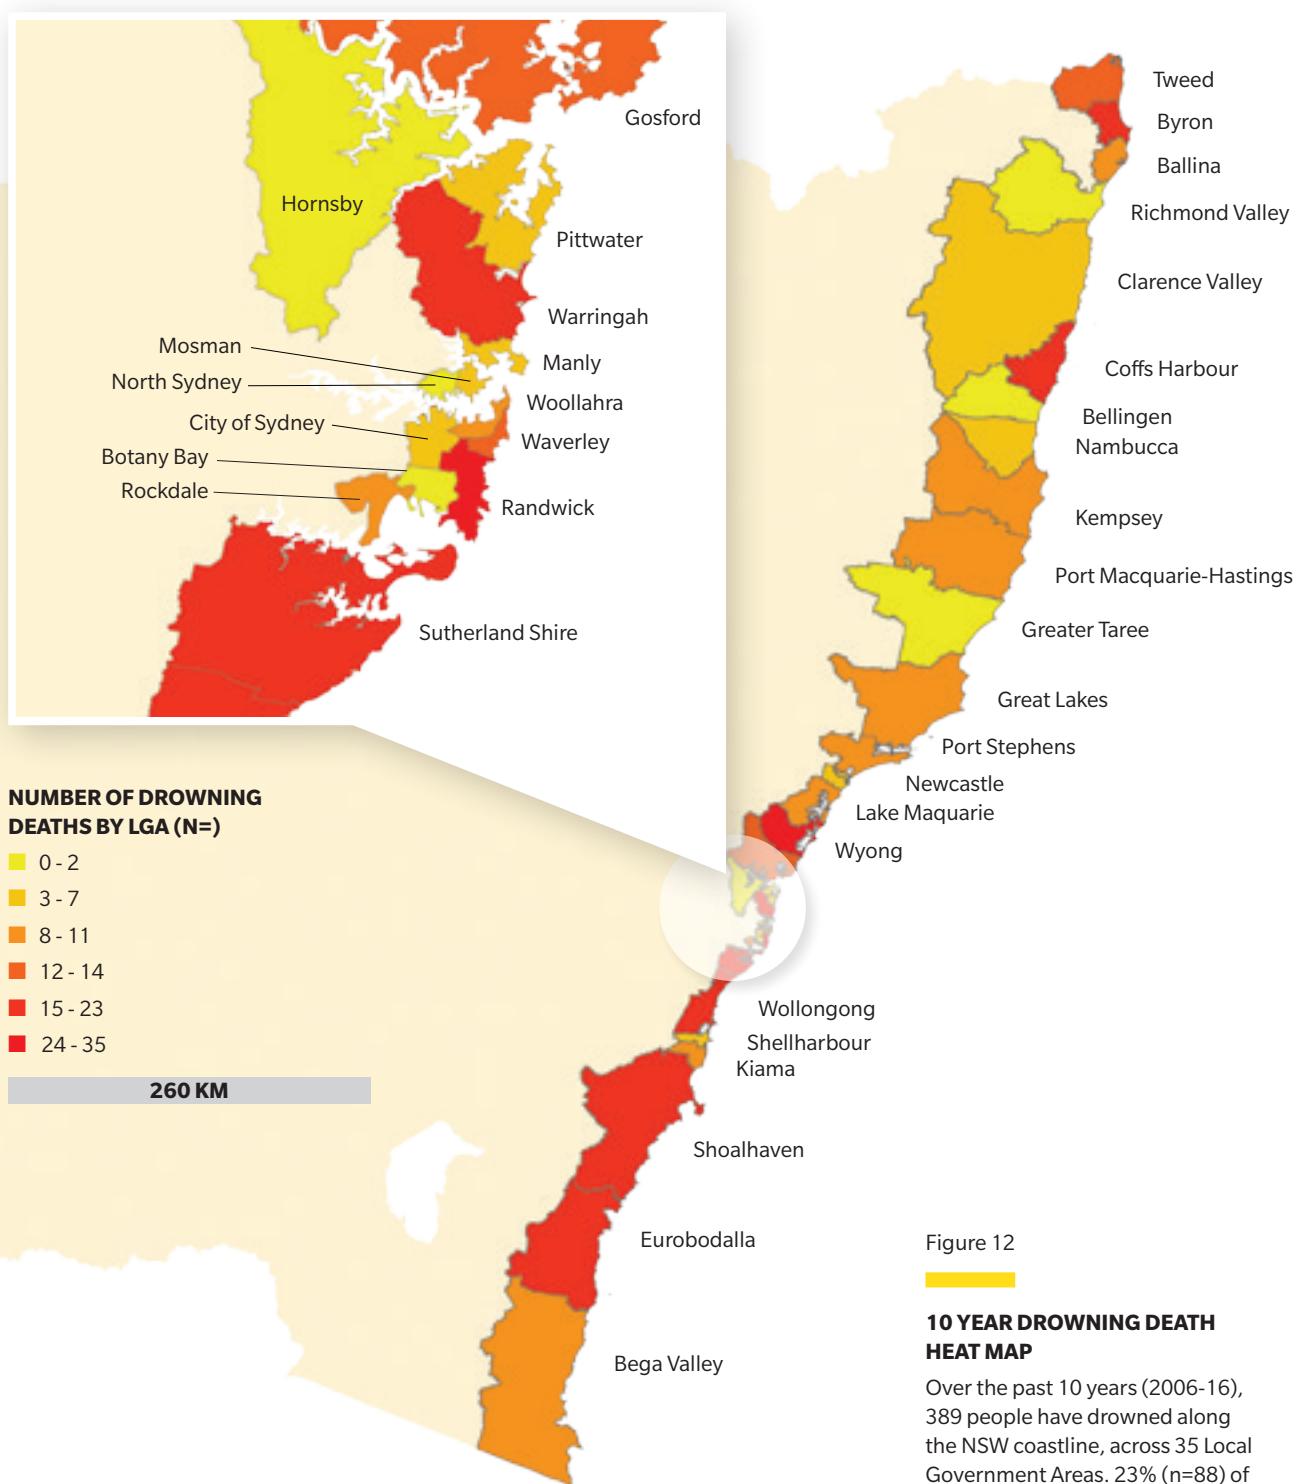 Gosford
Hornsby
Pittwater
Warringah
Mosman
Manly
North Sydney
Woollahra
City of Sydney
Waverley
Botany Bay
Rockdale
Randwick
Sutherland Shire
Tweed
Byron
Ballina
Richmond Valley
Clarence Valley
Coffs Harbour
Bellingen
Nambucca
Kempsey
Port Macquarie-Hastings
Greater Taree
Great Lakes
Port Stephens
Newcastle
Lake Maquarie
Wyong
Wollongong
Shellharbour
Kiama
Shoalhaven
Eurobodalla
Bega Valley
NUMBER OF DROWNING
DEATHS BY LGA (N=)
0 - 2
3 - 7
8 - 11
12 - 14
15 - 23
24 - 35
260 KM
Figure 12
10 YEAR DROWNING DEATH
HEAT MAP
Over the past 10 years (2006-16),
389 people have drowned along
the NSW coastline, across 35 Local
Government Areas. 23% (n=88) of